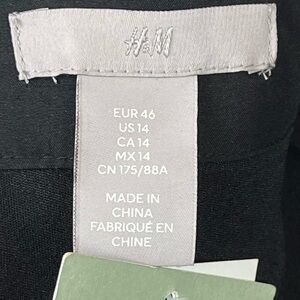 H&M
EUR 46
US 14
CA 14
MX 14
CN 175/88A
MADE IN
CHINA
FABRIQUÉ EN
CHINE